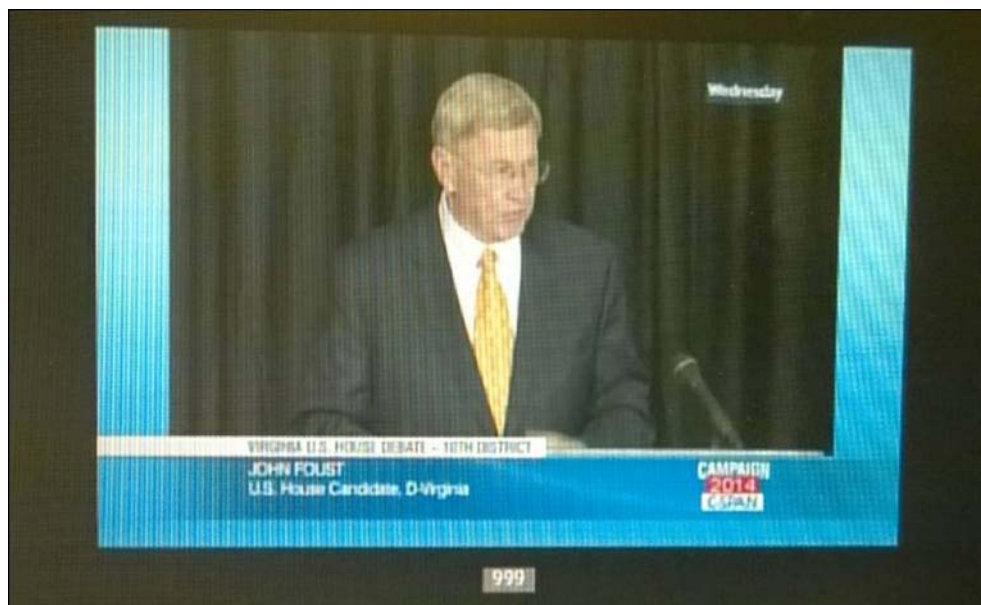 Wednesday
VIRGINIA U.S. HOUSE DEBATE - 10TH DISTRICT
JOHN FOUST
U.S. House Candidate, D-Virginia
CAMPAIGN
2014
C-SPAN
999